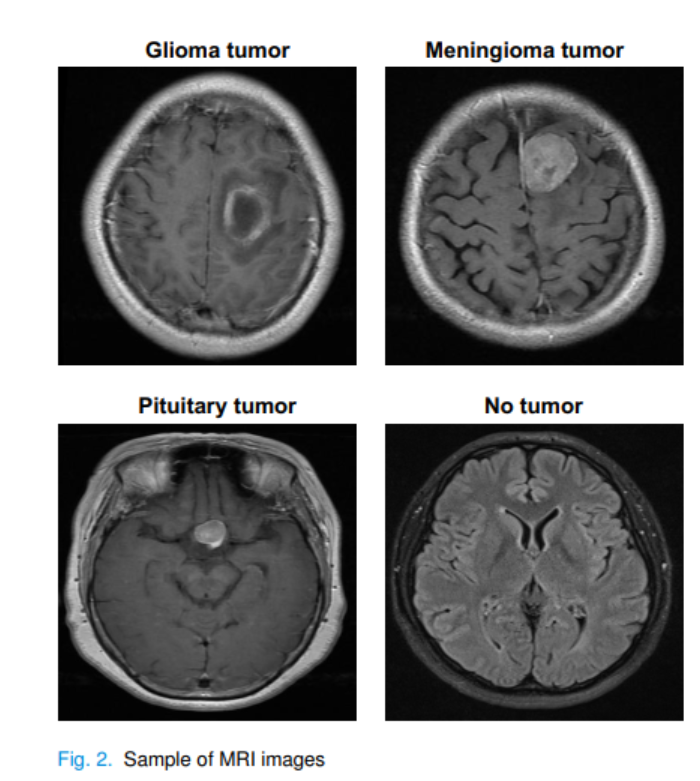 Glioma tumor
Meningioma tumor
Pituitary tumor
No tumor
Fig. 2. Sample of MRI images